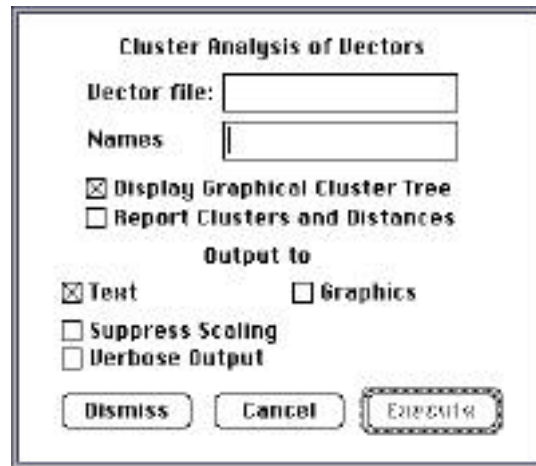 Cluster Analysis of Vectors
Vector file:
Names
Display Graphical Cluster Tree
Report Clusters and Distances
Output to
Text Graphics
Suppress Scaling
Verbose Output
Dismiss Cancel Execute